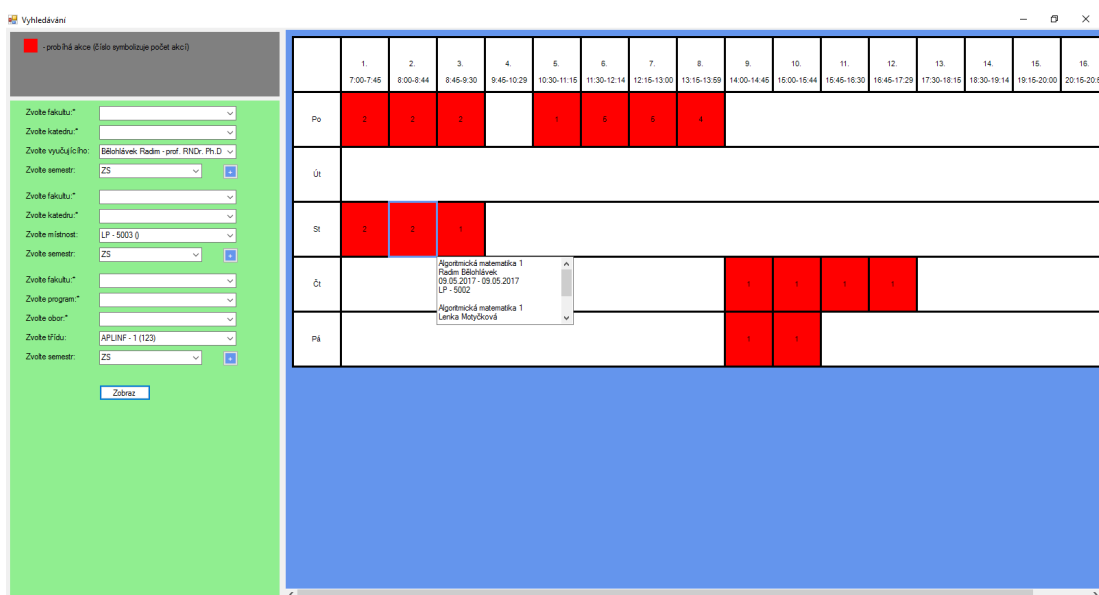 Vyhledávání
- probíhá akce (číslo symbolizuje počet akcí)
Zvolte fakultu:*
Zvolte katedru:*
Zvolte vyučujícího: Bělohlávek Radim - prof. RNDr. Ph.D
Zvolte semestr: ZS +
Zvolte fakultu:*
Zvolte katedru:*
Zvolte místnost: LP - 5003 ()
Zvolte semestr: ZS +
Zvolte fakultu:*
Zvolte program:*
Zvolte obor:*
Zvolte třídu: APLINF - 1 (123)
Zvolte semestr: ZS +
Zobraz
1. 2. 3. 4. 5. 6. 7. 8. 9. 10. 11. 12. 13. 14. 15. 16.
7:00-7:45 8:00-8:44 8:45-9:30 9:45-10:29 10:30-11:15 11:30-12:14 12:15-13:00 13:15-13:59 14:00-14:45 15:00-15:44 15:45-16:30 16:45-17:29 17:30-18:15 18:30-19:14 19:15-20:00 20:15-20:5
Po 2 2 2 1 5 5 4
Út
St 2 2 1
Algoritmická matematika 1
Radim Bělohlávek
09.05.2017 - 09.05.2017
LP - 5002
Algoritmická matematika 1
Lenka Motyčková
Čt 1 1 1 1
Pá 1 1